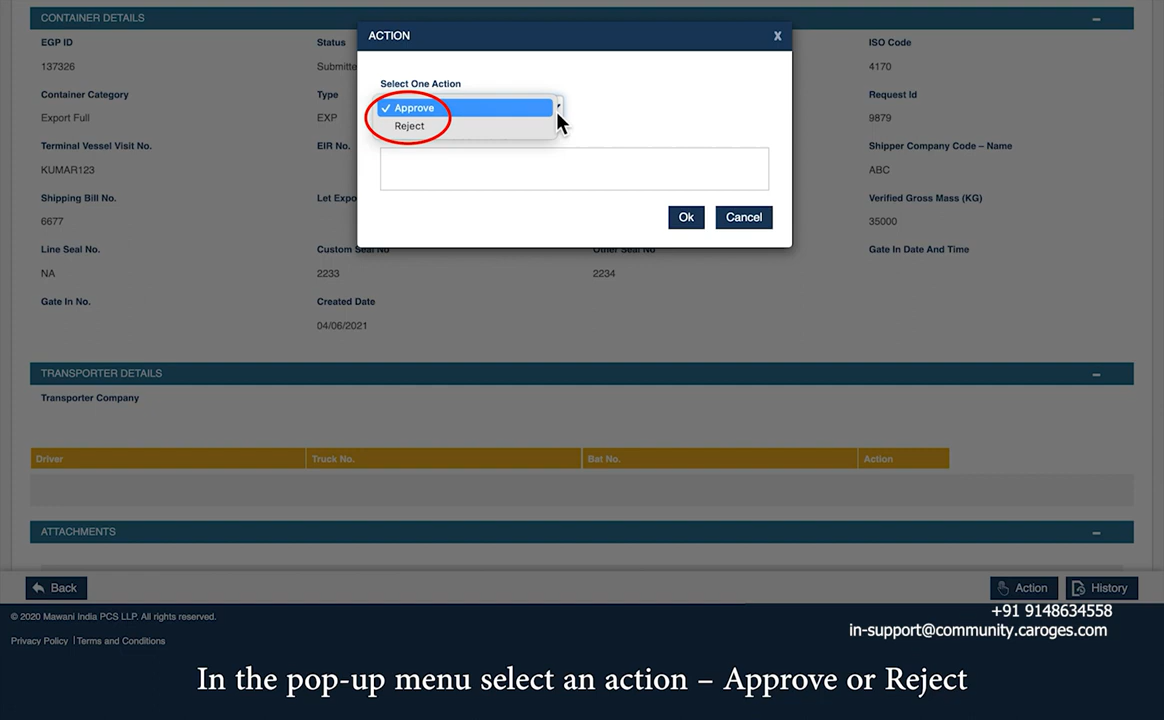 CONTAINER DETAILS
ACTION
X
EGP ID
Status
ISO Code
137326
Submitte
4170
Select One Action
Container Category
Type
Request Id
Approve
Export Full
EXP
9879
Reject
Terminal Vessel Visit No.
EIR No.
Shipper Company Code – Name
KUMAR123
ABC
Shipping Bill No.
Let Expo
Verified Gross Mass (KG)
6677
35000
Ok
Cancel
Line Seal No.
Custom Seal No
Other Seal No
Gate In Date And Time
NA
2233
2234
Gate In No.
Created Date
04/06/2021
TRANSPORTER DETAILS
Transporter Company
Driver
Truck No.
Bat No.
Action
ATTACHMENTS
Back
Action
History
© 2020 Mawani India PCS LLP. All rights reserved.
+91 9148634558
in-support@community.caroges.com
Privacy Policy | Terms and Conditions
In the pop-up menu select an action – Approve or Reject